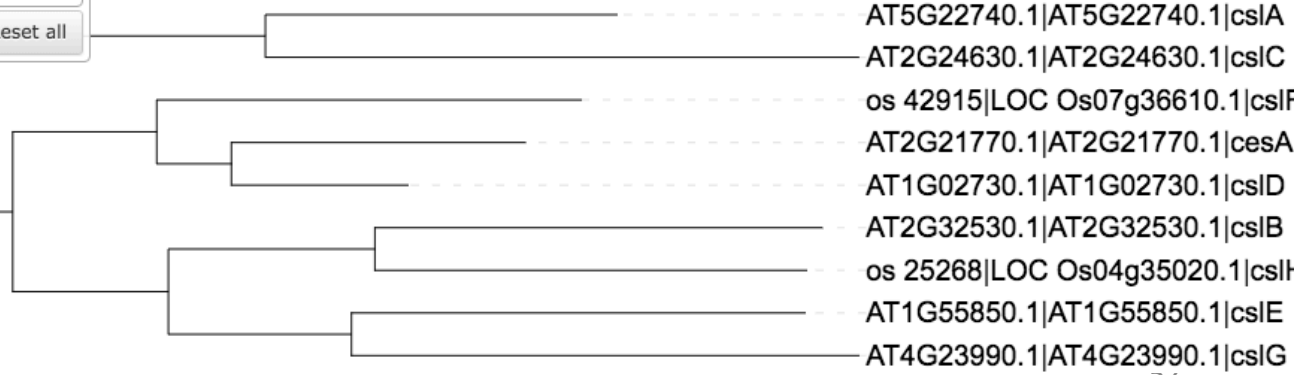 AT5G22740.1|AT5G22740.1|cslA
eset all
AT2G24630.1|AT2G24630.1|cslC
os 42915|LOC Os07g36610.1|cslF
AT2G21770.1|AT2G21770.1|cesA
AT1G02730.1|AT1G02730.1|cslD
AT2G32530.1|AT2G32530.1|cslB
os 25268|LOC Os04g35020.1|cslH
AT1G55850.1|AT1G55850.1|cslE
AT4G23990.1|AT4G23990.1|cslG